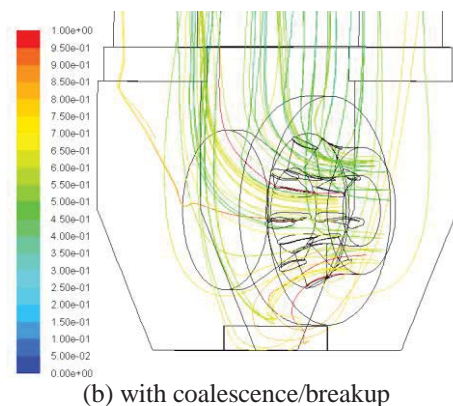 1.00e+00
9.50e-01
9.00e-01
8.50e-01
8.00e-01
7.50e-01
7.00e-01
6.50e-01
6.00e-01
5.50e-01
5.00e-01
4.50e-01
4.00e-01
3.50e-01
3.00e-01
2.50e-01
2.00e-01
1.50e-01
1.00e-01
5.00e-02
0.00e+00
(b) with coalescence/breakup